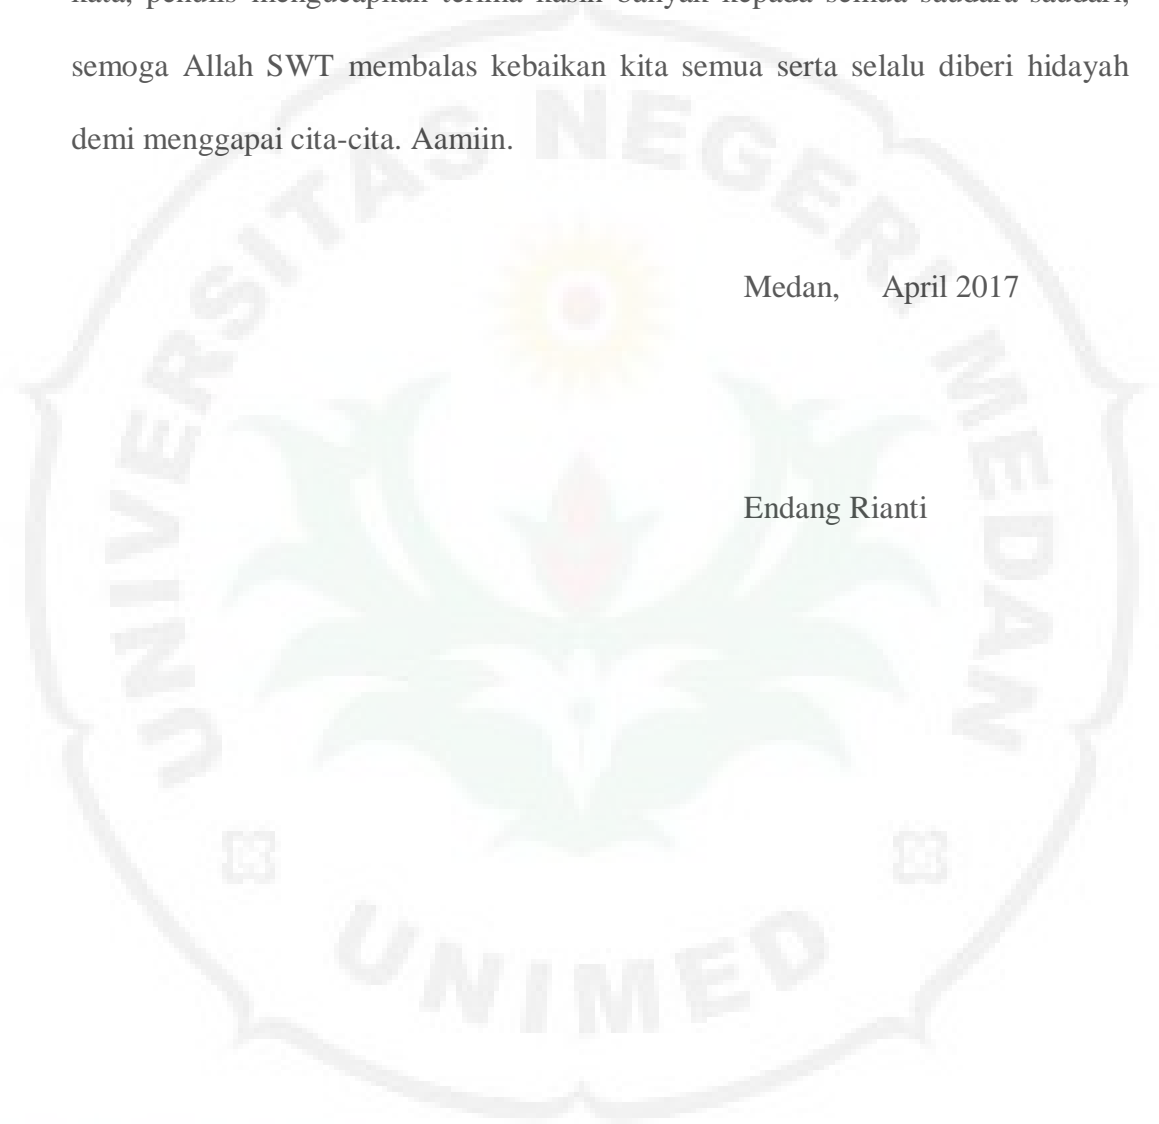 kata, penulis mengucapkan terima kasih banyak kepada semua saudara-saudari,
semoga Allah SWT membalas kebaikan kita semua serta selalu diberi hidayah
demi menggapai cita-cita. Aamiin.
Medan, April 2017
Endang Rianti
UNIVERSITAS NEGERI MEDAN
UNIMED